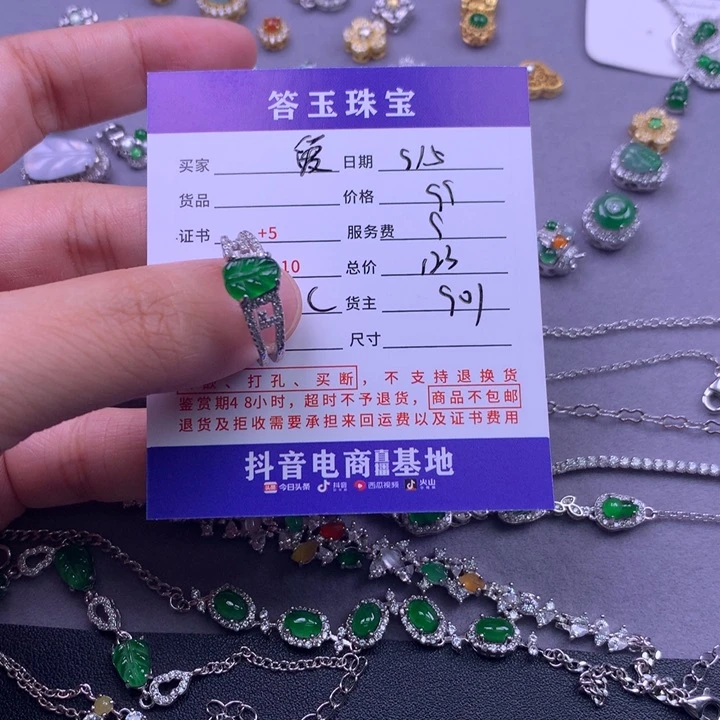 答玉珠宝
买家 日期 9/5
货品 价格 99
证书 +5 服务费 9
10 总价 123
C 货主 901
尺寸
、打孔、买断，不支持退换货
鉴赏期48小时，超时不予退货，商品不包邮
退货及拒收需要承担来回运费以及证书费用
抖音电商直播基地
今日头条 抖音 西瓜视频 火山